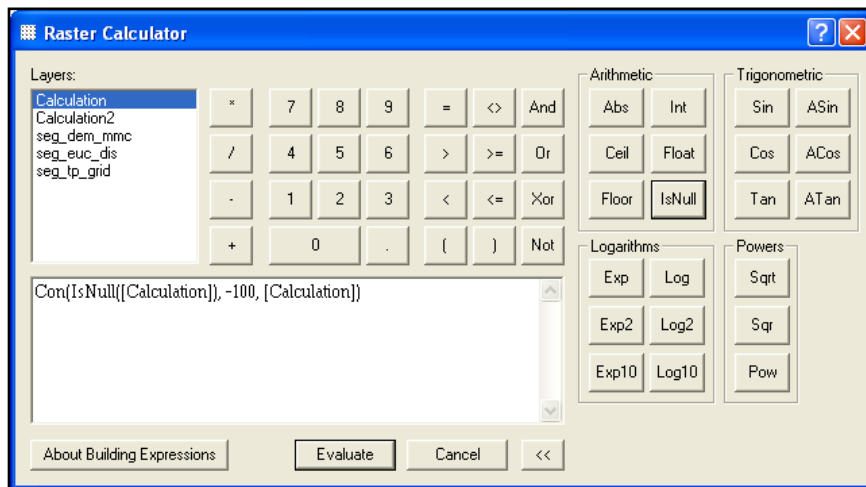 Raster Calculator
Layers:
Calculation
Calculation2
seg_dem_mmc
seg_euc_dis
seg_tp_grid
* 7 8 9 = <> And
/ 4 5 6 > >= Or
- 1 2 3 < <= Xor
+ 0 . ( ) Not
Arithmetic
Abs Int
Ceil Float
Floor IsNull
Trigonometric
Sin ASin
Cos ACos
Tan ATan
Con(IsNull([Calculation]), -100, [Calculation])
Logarithms
Exp Log
Exp2 Log2
Exp10 Log10
Powers
Sqrt
Sqr
Pow
About Building Expressions Evaluate Cancel <<